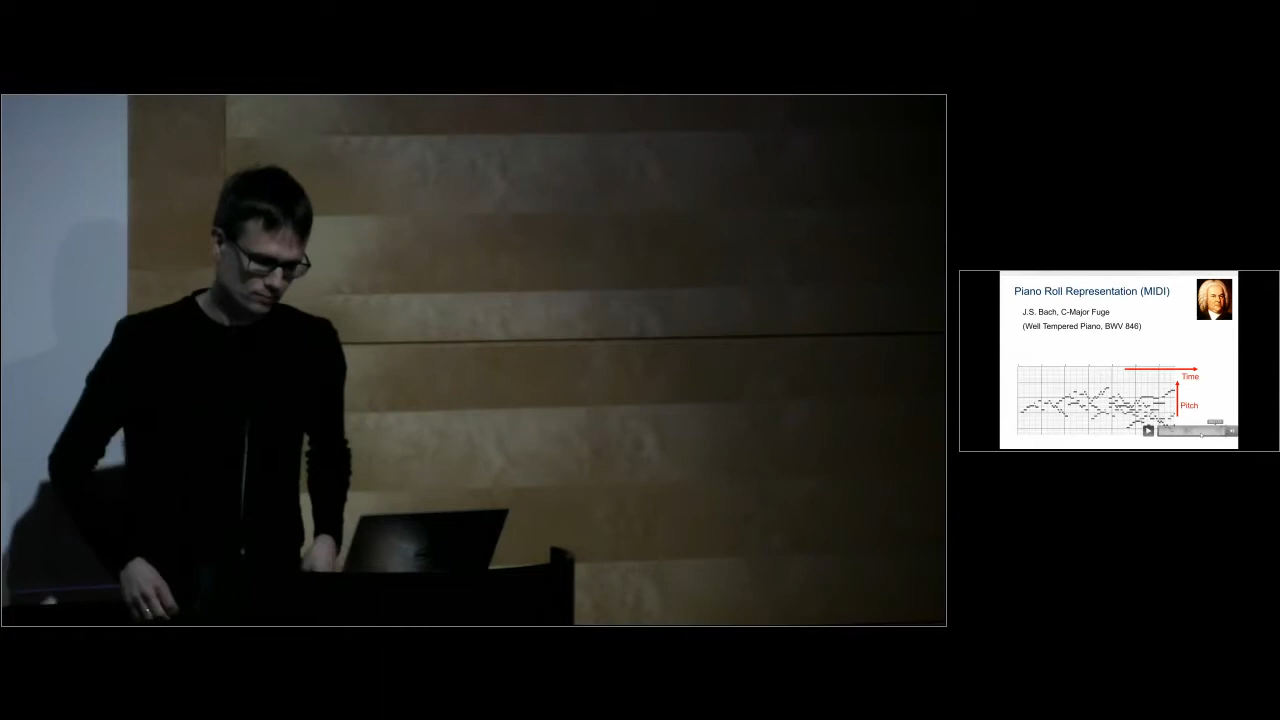 Piano Roll Representation (MIDI)
J.S. Bach, C-Major Fuge
(Well Tempered Piano, BWV 846)
Time
Pitch